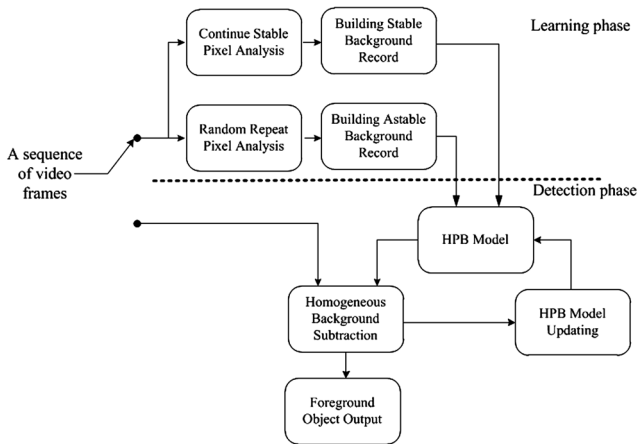 Continue Stable
Pixel Analysis
Building Stable
Background
Record
Learning phase
Random Repeat
Pixel Analysis
Building Astable
Background
Record
A sequence
of video
frames
Detection phase
HPB Model
Homogeneous
Background
Subtraction
HPB Model
Updating
Foreground
Object Output